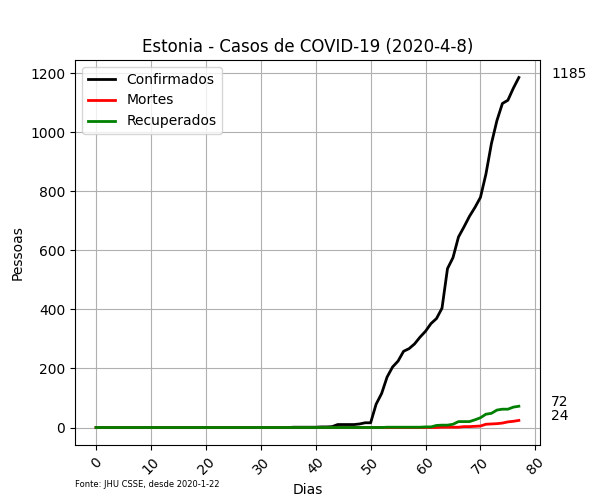 Estonia - Casos de COVID-19 (2020-4-8)
Confirmados
Mortes
Recuperados
1200
1000
800
600
400
200
0
Pessoas
1185
72
24
0
10
20
30
40
50
60
70
80
Dias
Fonte: JHU CSSE, desde 2020-1-22